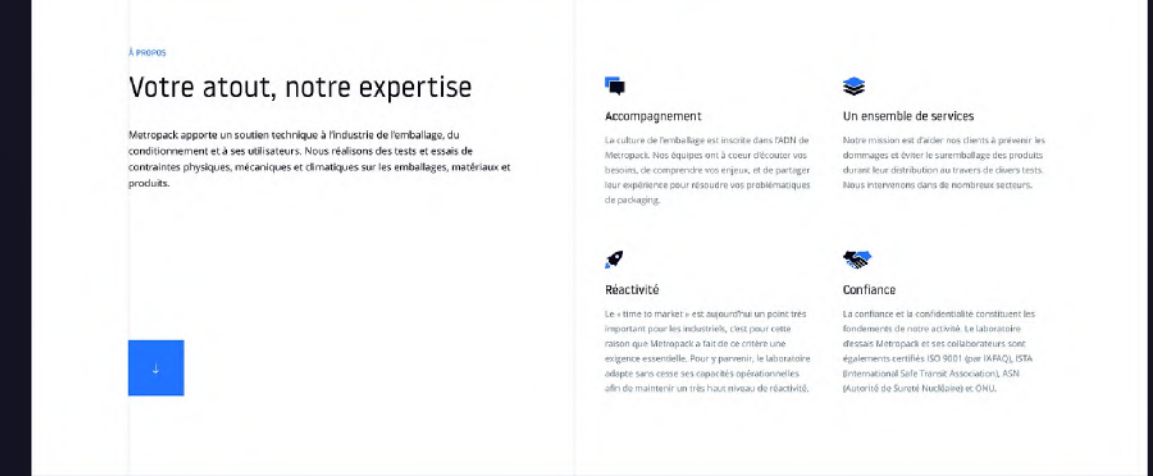 À PROPOS
Votre atout, notre expertise
Metropack apporte un soutien technique à l'industrie de l'emballage, du
conditionnement et à ses utilisateurs. Nous réalisons des tests et essais de
contraintes physiques, mécaniques et climatiques sur les emballages, matériaux et
produits.
Accompagnement
La culture de l'emballage est inscrite dans l'ADN de
Metropack. Nos équipes ont à coeur d'écouter vos
besoins, de comprendre vos enjeux, et de partager
leur expérience pour résoudre vos problématiques
de packaging.
Un ensemble de services
Notre mission est d'aider nos clients à prévenir les
dommages et éviter le suremballage des produits
durant leur distribution au travers de divers tests.
Nous intervenons dans de nombreux secteurs.
Réactivité
Le « time to market » est aujourd'hui un point très
important pour les industriels, c'est pour cette
raison que Metropack a fait de ce critère une
exigence essentielle. Pour y parvenir, le laboratoire
adapte sans cesse ses capacités opérationnelles
afin de maintenir un très haut niveau de réactivité.
Confiance
La confiance et la confidentialité constituent les
fondements de notre activité. Le laboratoire
d'essais Metropack et ses collaborateurs sont
égalements certifiés ISO 9001 (par l'AFAQ), ISTA
(International Safe Transit Association), ASN
(Autorité de Sureté Nucléaire) et ONU.